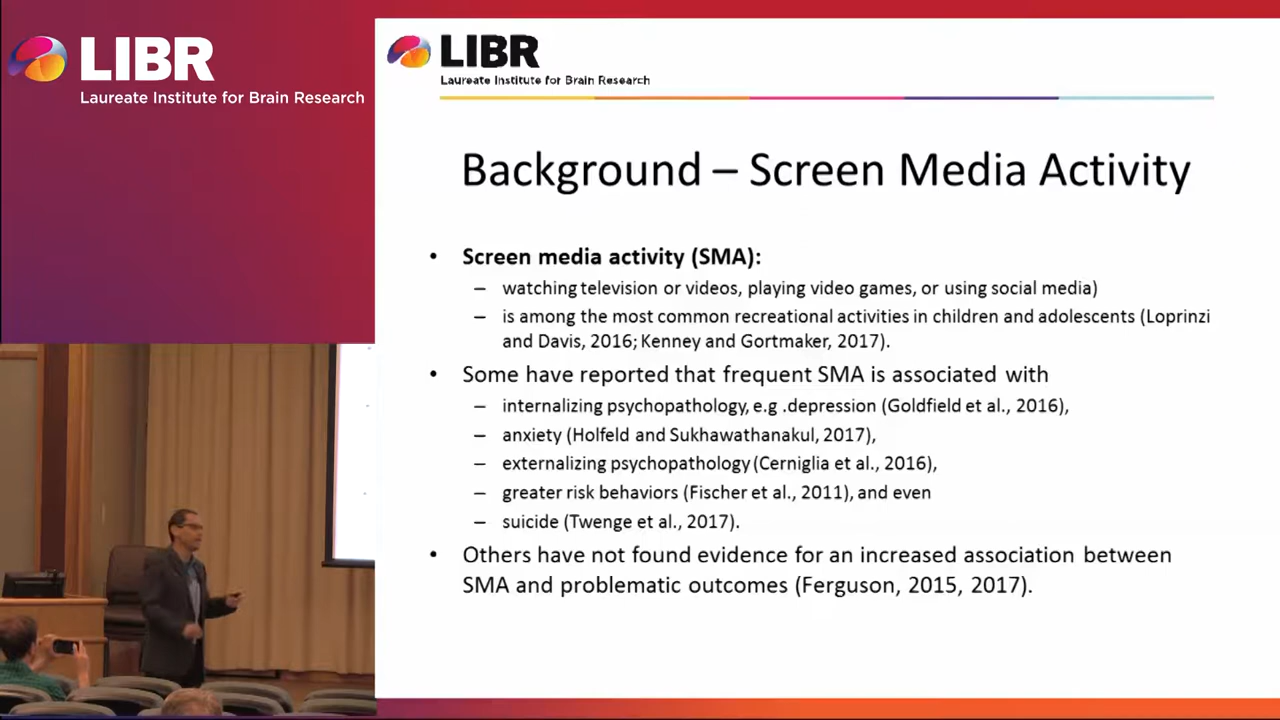 LIBR
Laureate Institute for Brain Research
LIBR
Laureate Institute for Brain Research
Background – Screen Media Activity
• Screen media activity (SMA):
– watching television or videos, playing video games, or using social media)
– is among the most common recreational activities in children and adolescents (Loprinzi
and Davis, 2016; Kenney and Gortmaker, 2017).
• Some have reported that frequent SMA is associated with
– internalizing psychopathology, e.g .depression (Goldfield et al., 2016),
– anxiety (Holfeld and Sukhawathanakul, 2017),
– externalizing psychopathology (Cerniglia et al., 2016),
– greater risk behaviors (Fischer et al., 2011), and even
– suicide (Twenge et al., 2017).
• Others have not found evidence for an increased association between
SMA and problematic outcomes (Ferguson, 2015, 2017).